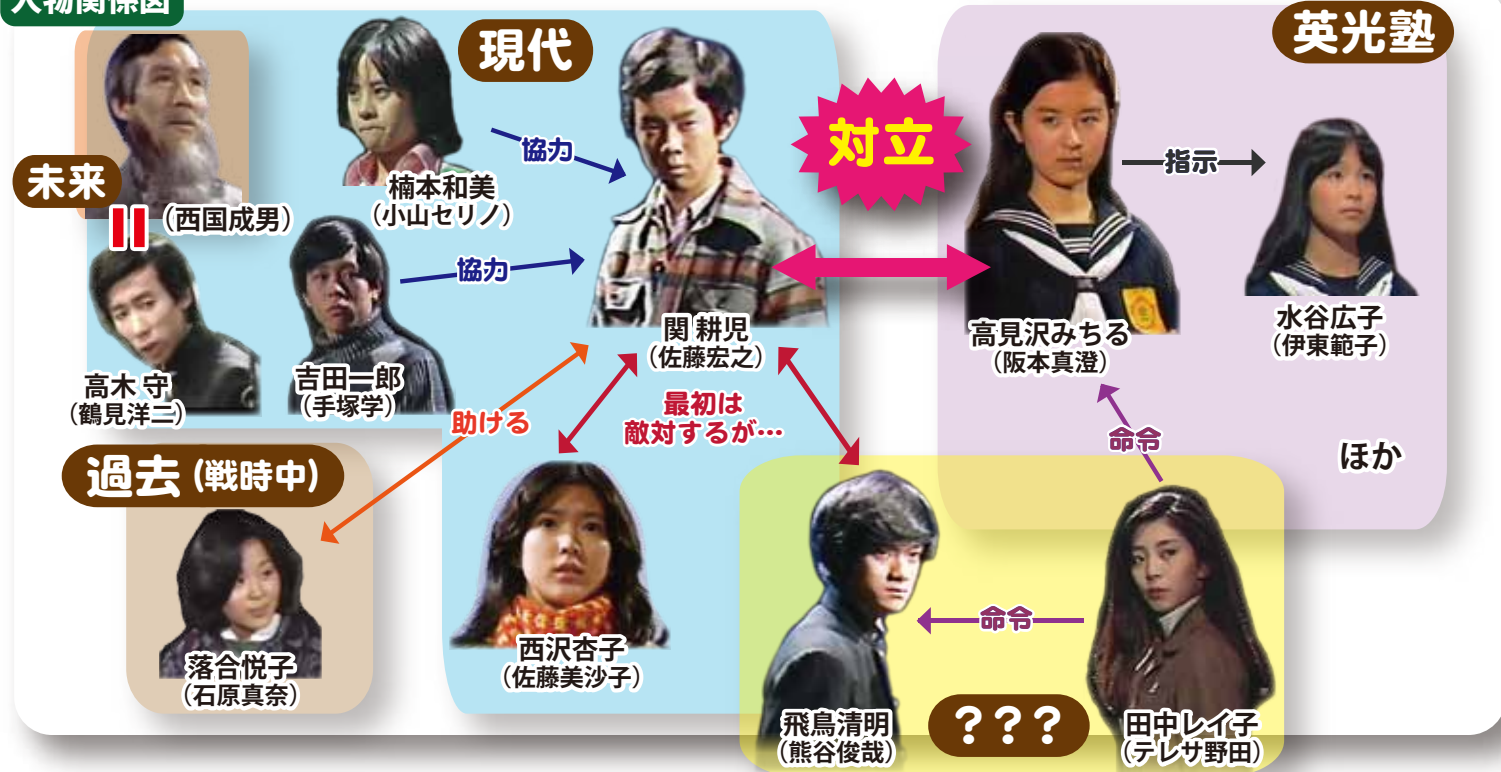 人物関係図
現代
英光塾
未来
対立
協力
指示
楠本和美
(小山セリノ)
(西国成男)
協力
関 耕児
(佐藤宏之)
高見沢みちる
(阪本真澄)
水谷広子
(伊東範子)
高木 守
(鶴見洋二)
吉田一郎
(手塚学)
助ける
最初は
敵対するが…
命令
ほか
過去(戦時中)
落合悦子
(石原真奈)
西沢杏子
(佐藤美沙子)
命令
飛鳥清明
(熊谷俊哉)
???
田中レイ子
(テレサ野田)